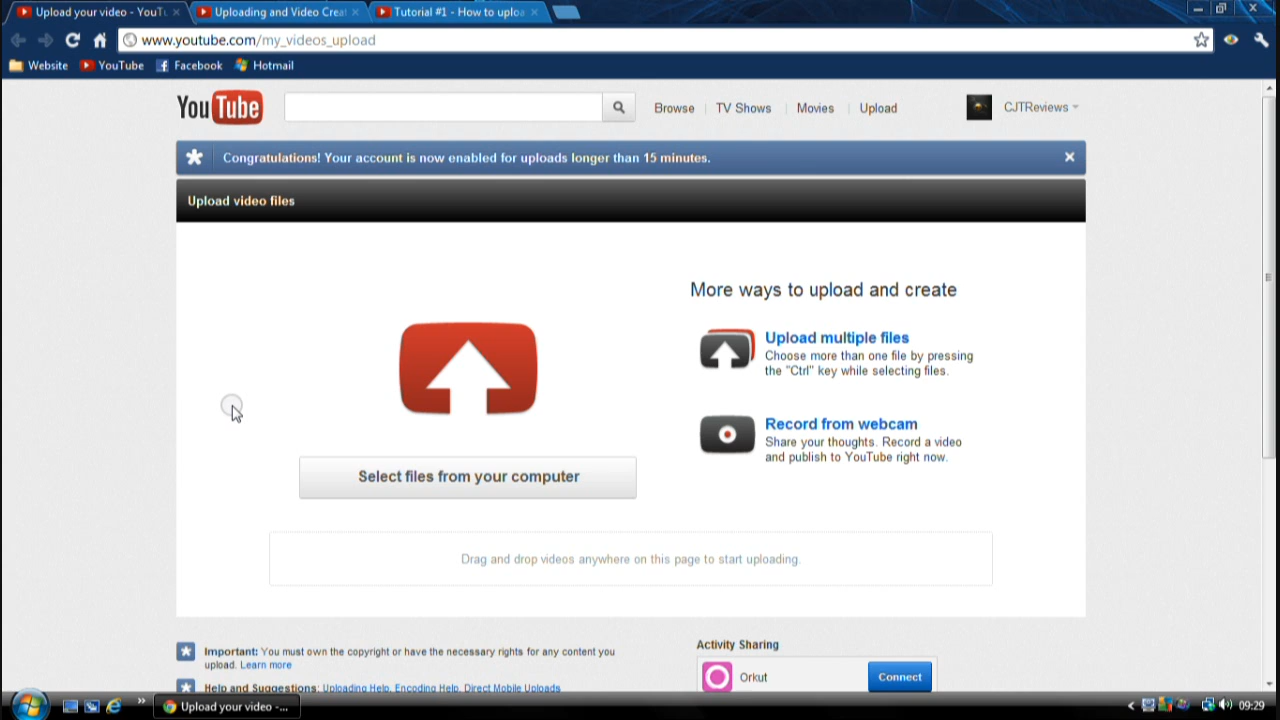 Upload your video - YouTu
Uploading and Video Creat
Tutorial #1 - How to uploa
www.youtube.com/my_videos_upload
Website
YouTube
Facebook
Hotmail
YouTube
Browse
TV Shows
Movies
Upload
CJTReviews
Congratulations! Your account is now enabled for uploads longer than 15 minutes.
Upload video files
More ways to upload and create
Upload multiple files
Choose more than one file by pressing
the "Ctrl" key while selecting files.
Record from webcam
Share your thoughts. Record a video
and publish to YouTube right now.
Select files from your computer
Drag and drop videos anywhere on this page to start uploading.
Important: You must own the copyright or have the necessary rights for any content you
upload. Learn more
Help and Suggestions: Uploading Help, Encoding Help, Direct Mobile Uploads
Activity Sharing
Orkut
Connect
Upload your video -...
09:29